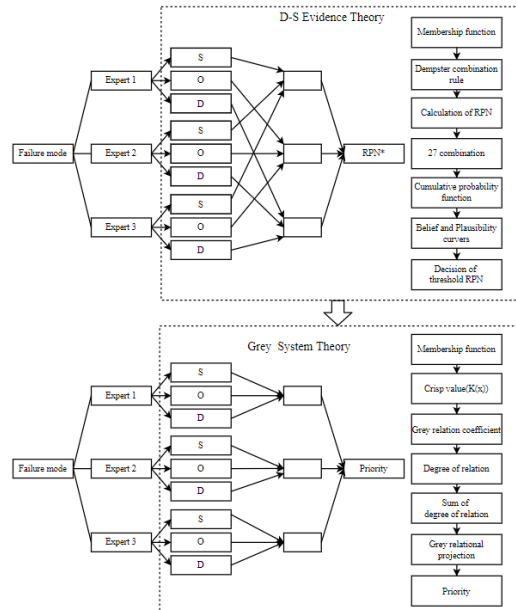 D-S Evidence Theory
Failure mode
Expert 1
Expert 2
Expert 3
S
O
D
S
O
D
S
O
D
RPN*
Membership function
Dempster combination
rule
Calculation of RPN
27 combination
Cumulative probability
function
Belief and Plausibility
curvers
Decision of
threshold RPN
Grey System Theory
Failure mode
Expert 1
Expert 2
Expert 3
S
O
D
S
O
D
S
O
D
Priority
Membership function
Crisp value(K(x))
Grey relation coefficient
Degree of relation
Sum of
degree of relation
Grey relational
projection
Priority